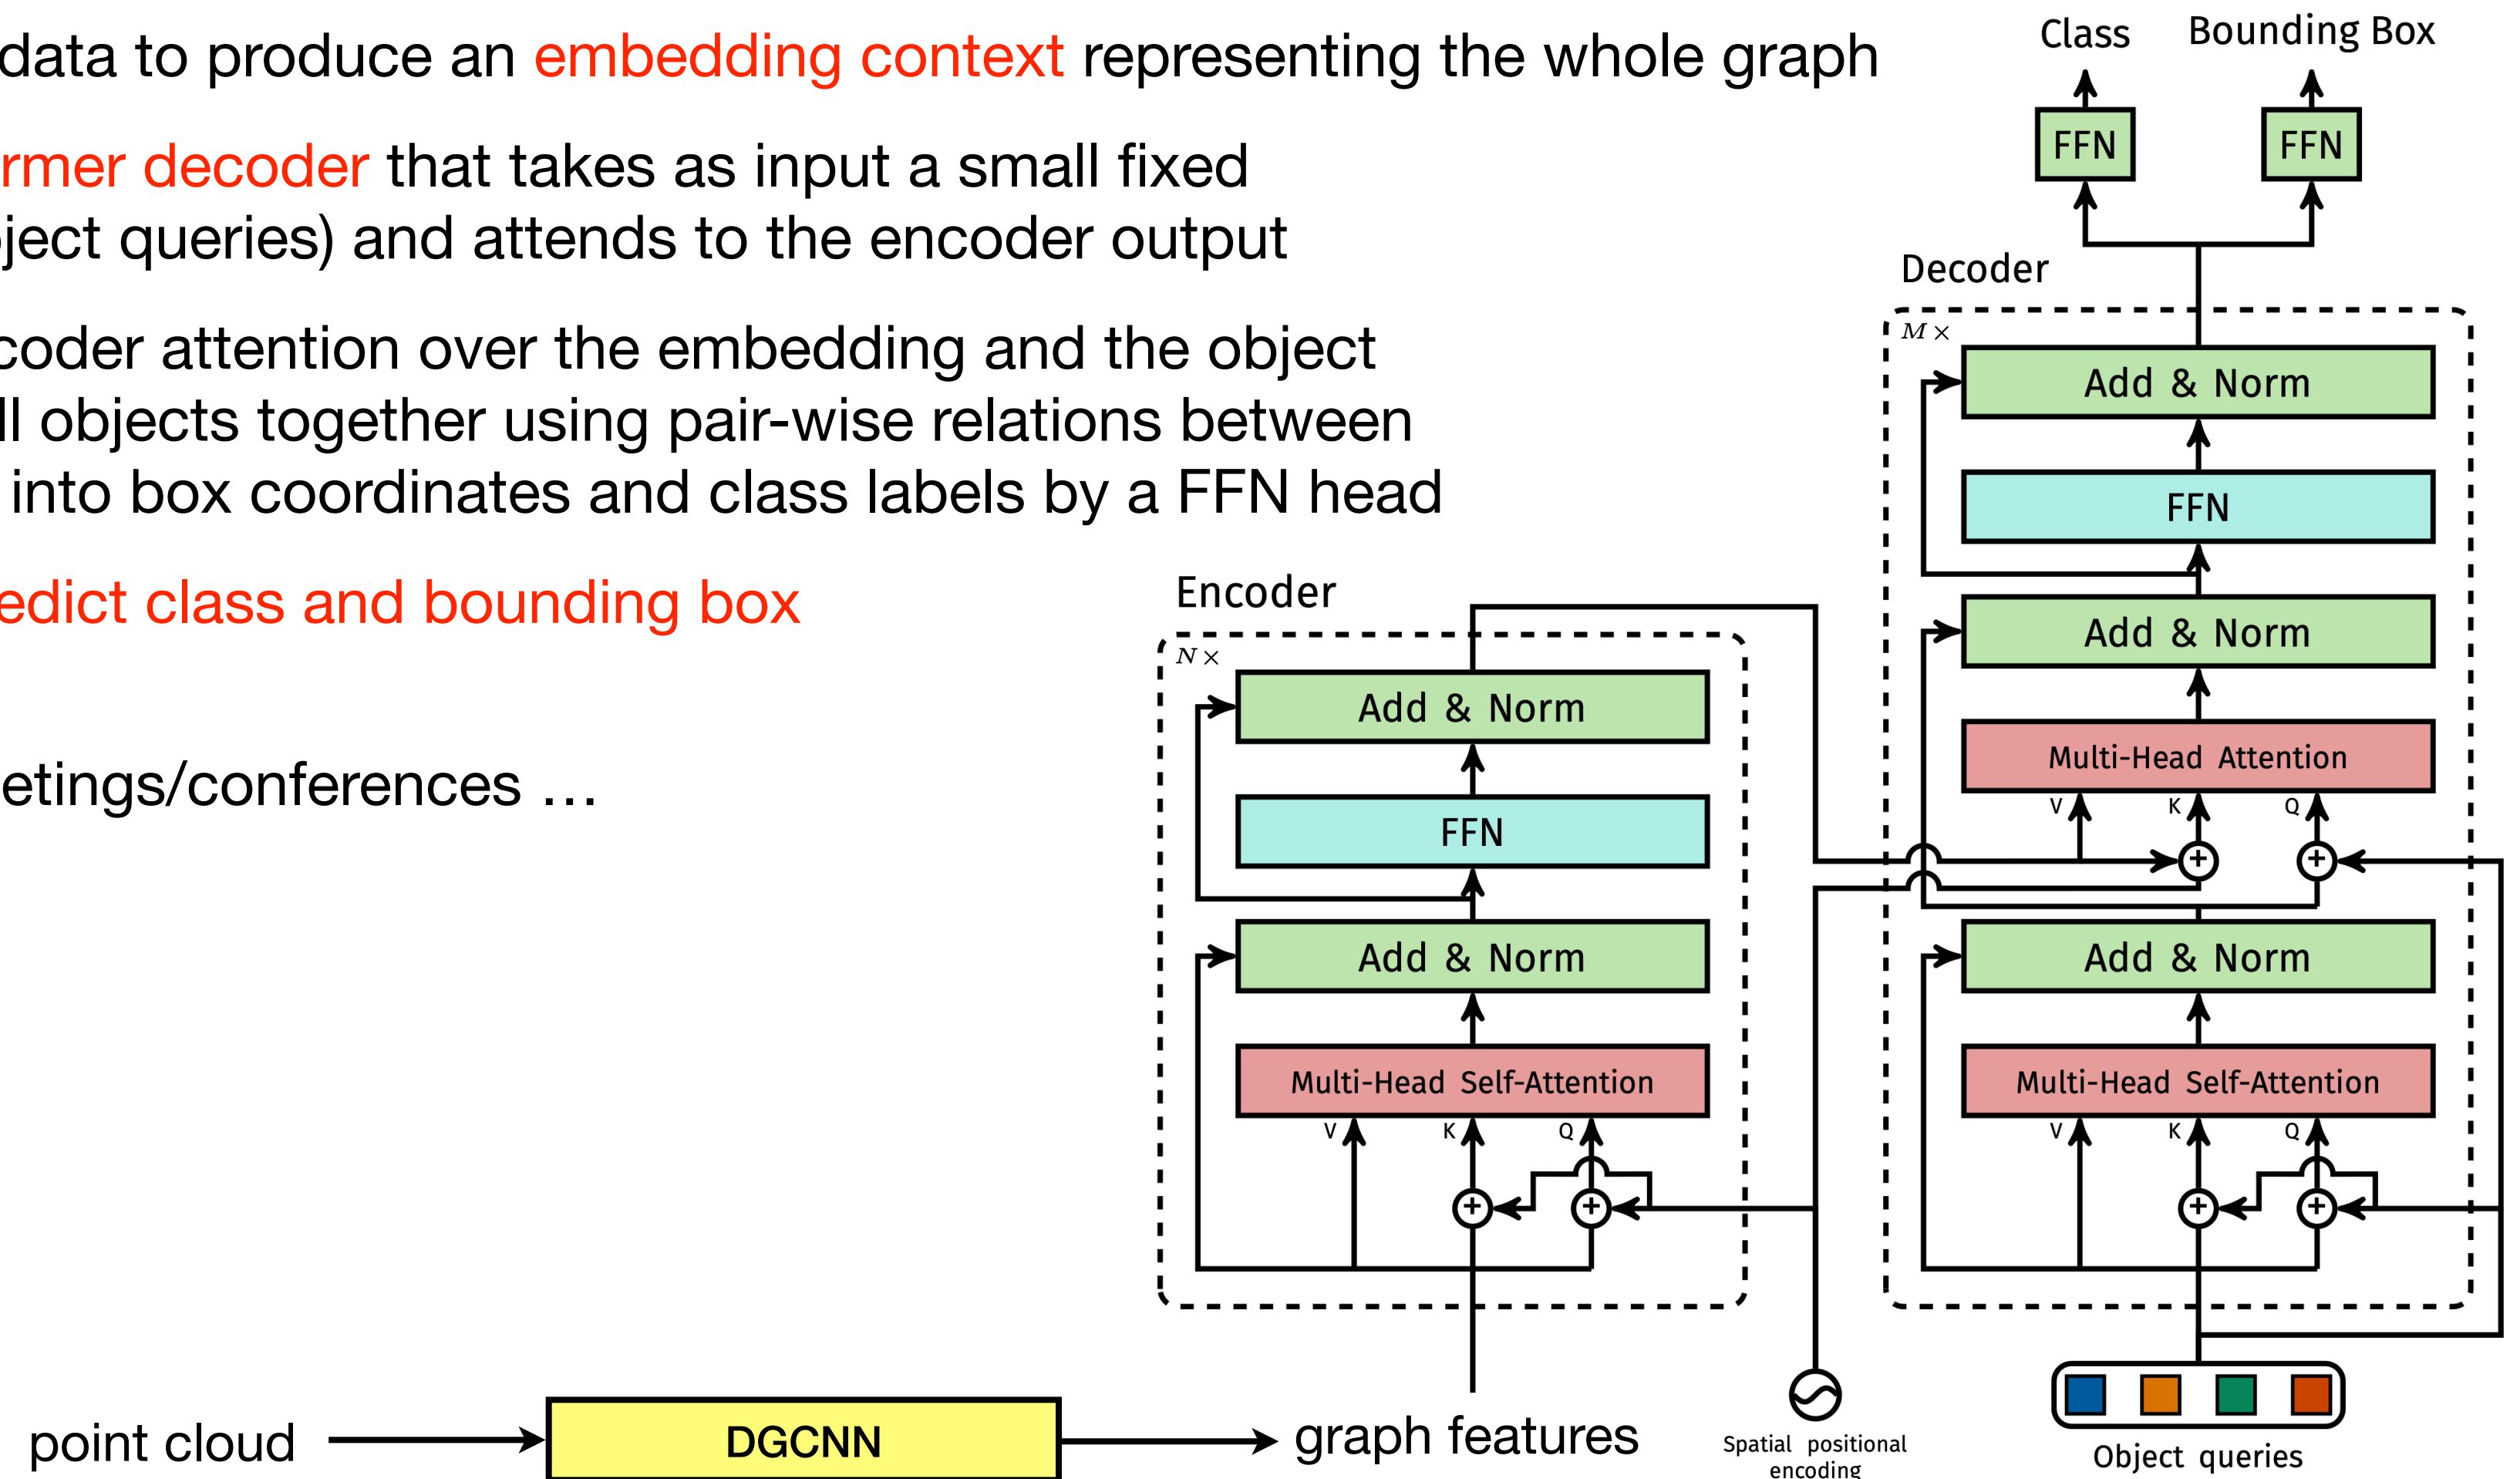 data to produce an embedding context representing the whole graph
rmer decoder that takes as input a small fixed
ject queries) and attends to the encoder output
coder attention over the embedding and the object
ll objects together using pair-wise relations between
into box coordinates and class labels by a FFN head
edict class and bounding box
etings/conferences ...
Class
Bounding Box
FFN
FFN
Decoder
M ×
Add & Norm
FFN
Add & Norm
Multi-Head Attention
V
K
Q
+
+
Add & Norm
Multi-Head Self-Attention
V
K
Q
+
+
Object queries
Encoder
N ×
Add & Norm
FFN
Add & Norm
Multi-Head Self-Attention
V
K
Q
+
+
Spatial positional
encoding
point cloud
DGCNN
graph features